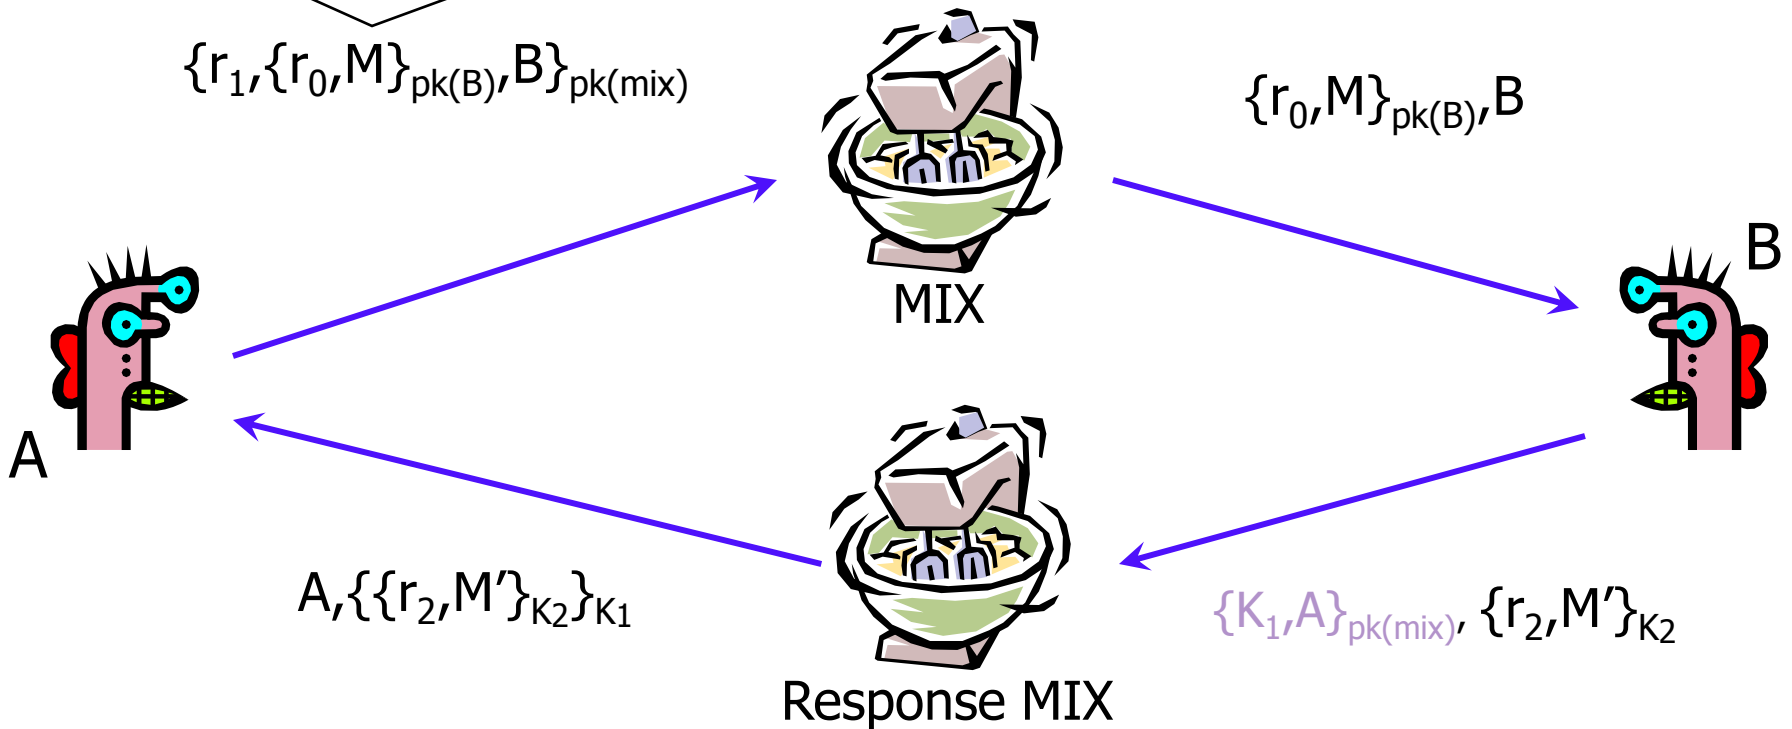 {r₁,{r₀,M}pk(B),B}pk(mix)
{r₀,M}pk(B),B
MIX
B
A
A,{{r₂,M′}K₂}K₁
{K₁,A}pk(mix), {r₂,M′}K₂
Response MIX